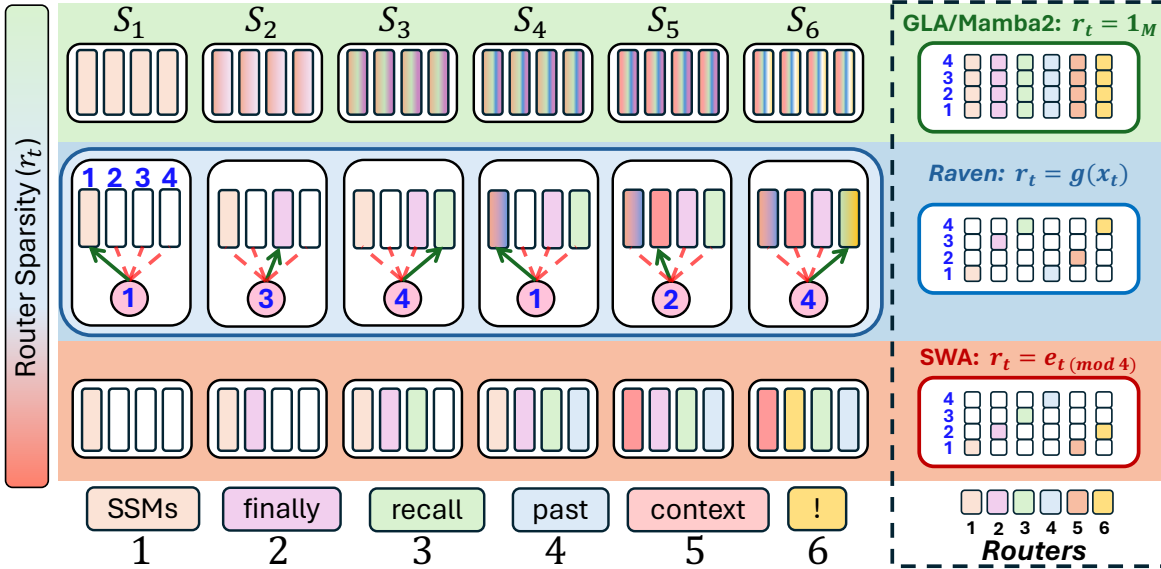 Router Sparsity (r_t)
S_1 S_2 S_3 S_4 S_5 S_6
1 2 3 4
1 3 4 1 2 4
SSMs finally recall past context !
1 2 3 4 5 6
GLA/Mamba2: r_t = 1_M
4
3
2
1
Raven: r_t = g(x_t)
4
3
2
1
SWA: r_t = e_{t (mod 4)}
4
3
2
1
1 2 3 4 5 6
Routers